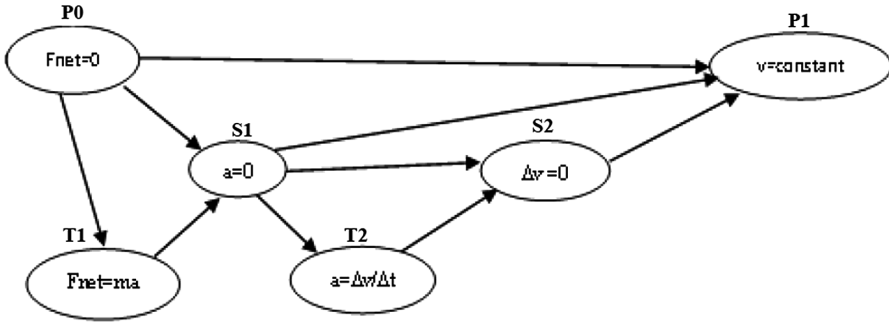 P0
P1
Fnet=0
v=constant
S1
S2
a=0
Δv=0
T1
T2
Fnet=ma
a=Δv/Δt